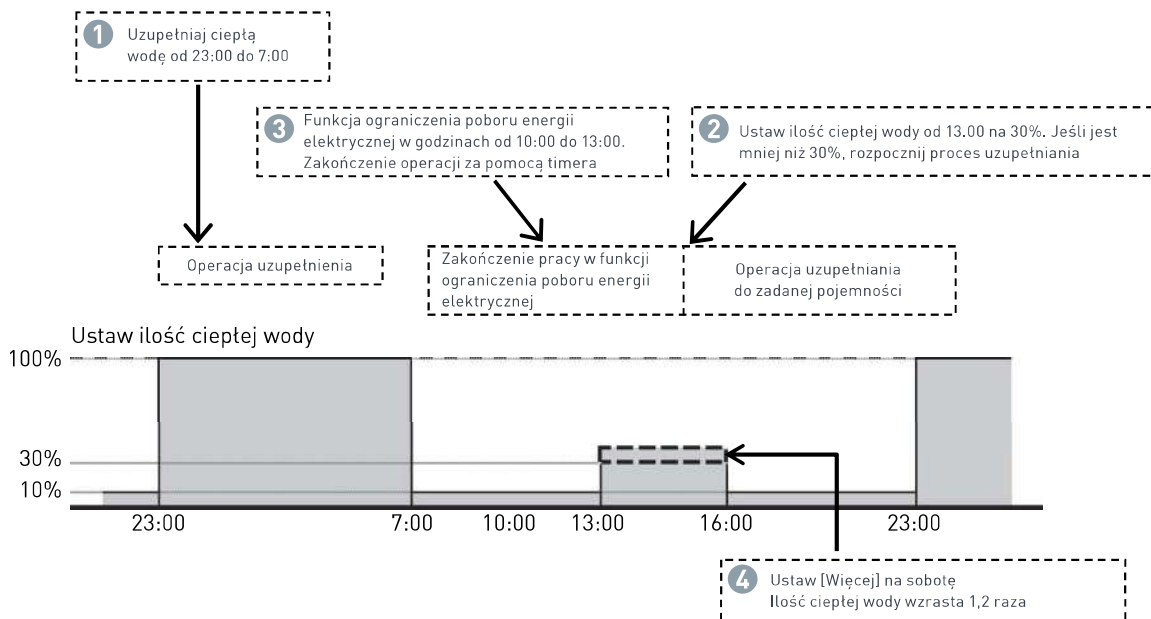 1 Uzupełniaj ciepłą
wodę od 23:00 do 7:00
3 Funkcja ograniczenia poboru energii
elektrycznej w godzinach od 10:00 do 13:00.
Zakończenie operacji za pomocą timera
2 Ustaw ilość ciepłej wody od 13.00 na 30%. Jeśli jest
mniej niż 30%, rozpocznij proces uzupełniania
Operacja uzupełnienia
Zakończenie pracy w funkcji
ograniczenia poboru energii
elektrycznej
Operacja uzupełniania
do zadanej pojemności
Ustaw ilość ciepłej wody
100%
30%
10%
23:00 7:00 10:00 13:00 16:00 23:00
4 Ustaw [Więcej] na sobotę
Ilość ciepłej wody wzrasta 1,2 raza